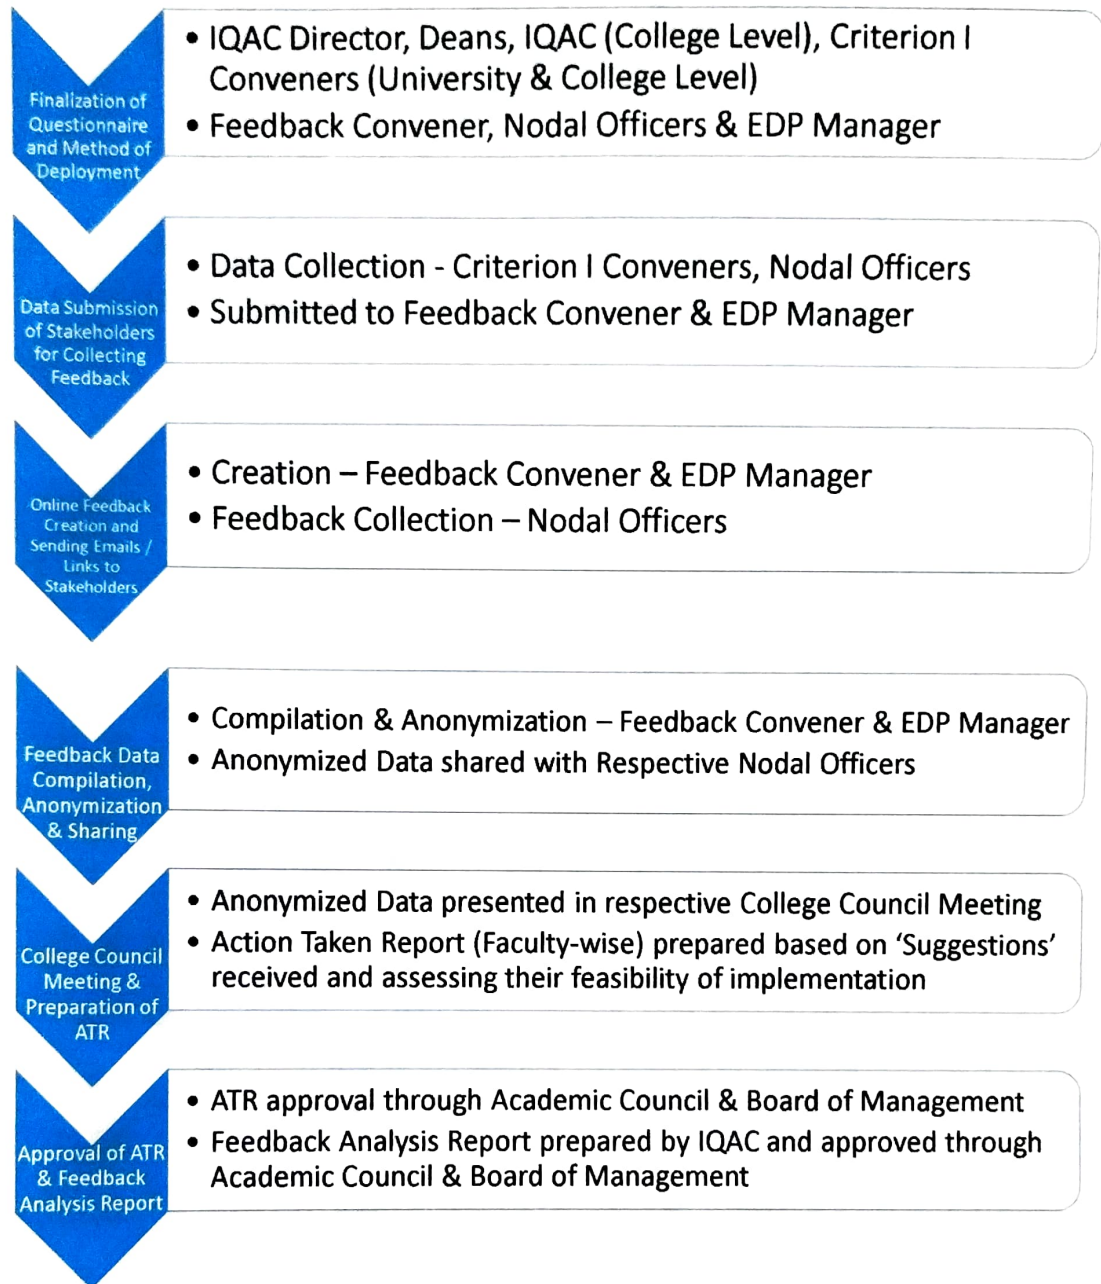 Finalization of
Questionnaire
and Method of
Deployment
• IQAC Director, Deans, IQAC (College Level), Criterion I
Conveners (University & College Level)
• Feedback Convener, Nodal Officers & EDP Manager
Data Submission
of Stakeholders
for Collecting
Feedback
• Data Collection - Criterion I Conveners, Nodal Officers
• Submitted to Feedback Convener & EDP Manager
Online Feedback
Creation and
Sending Emails /
Links to
Stakeholders
• Creation – Feedback Convener & EDP Manager
• Feedback Collection – Nodal Officers
Feedback Data
Compilation,
Anonymization
& Sharing
• Compilation & Anonymization – Feedback Convener & EDP Manager
• Anonymized Data shared with Respective Nodal Officers
College Council
Meeting &
Preparation of
ATR
• Anonymized Data presented in respective College Council Meeting
• Action Taken Report (Faculty-wise) prepared based on ‘Suggestions’
received and assessing their feasibility of implementation
Approval of ATR
& Feedback
Analysis Report
• ATR approval through Academic Council & Board of Management
• Feedback Analysis Report prepared by IQAC and approved through
Academic Council & Board of Management